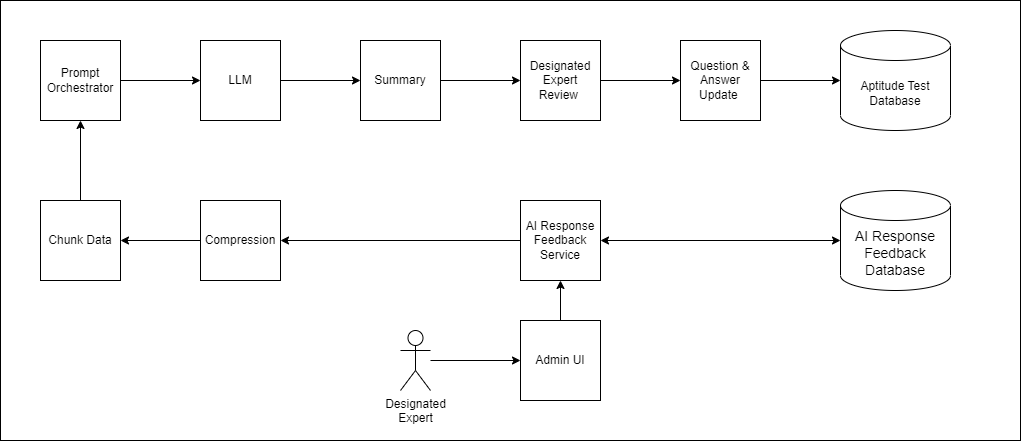 Prompt
Orchestrator
LLM
Summary
Designated
Expert
Review
Question &
Answer
Update
Aptitude Test
Database
Chunk Data
Compression
AI Response
Feedback
Service
AI Response
Feedback
Database
Admin UI
Designated
Expert